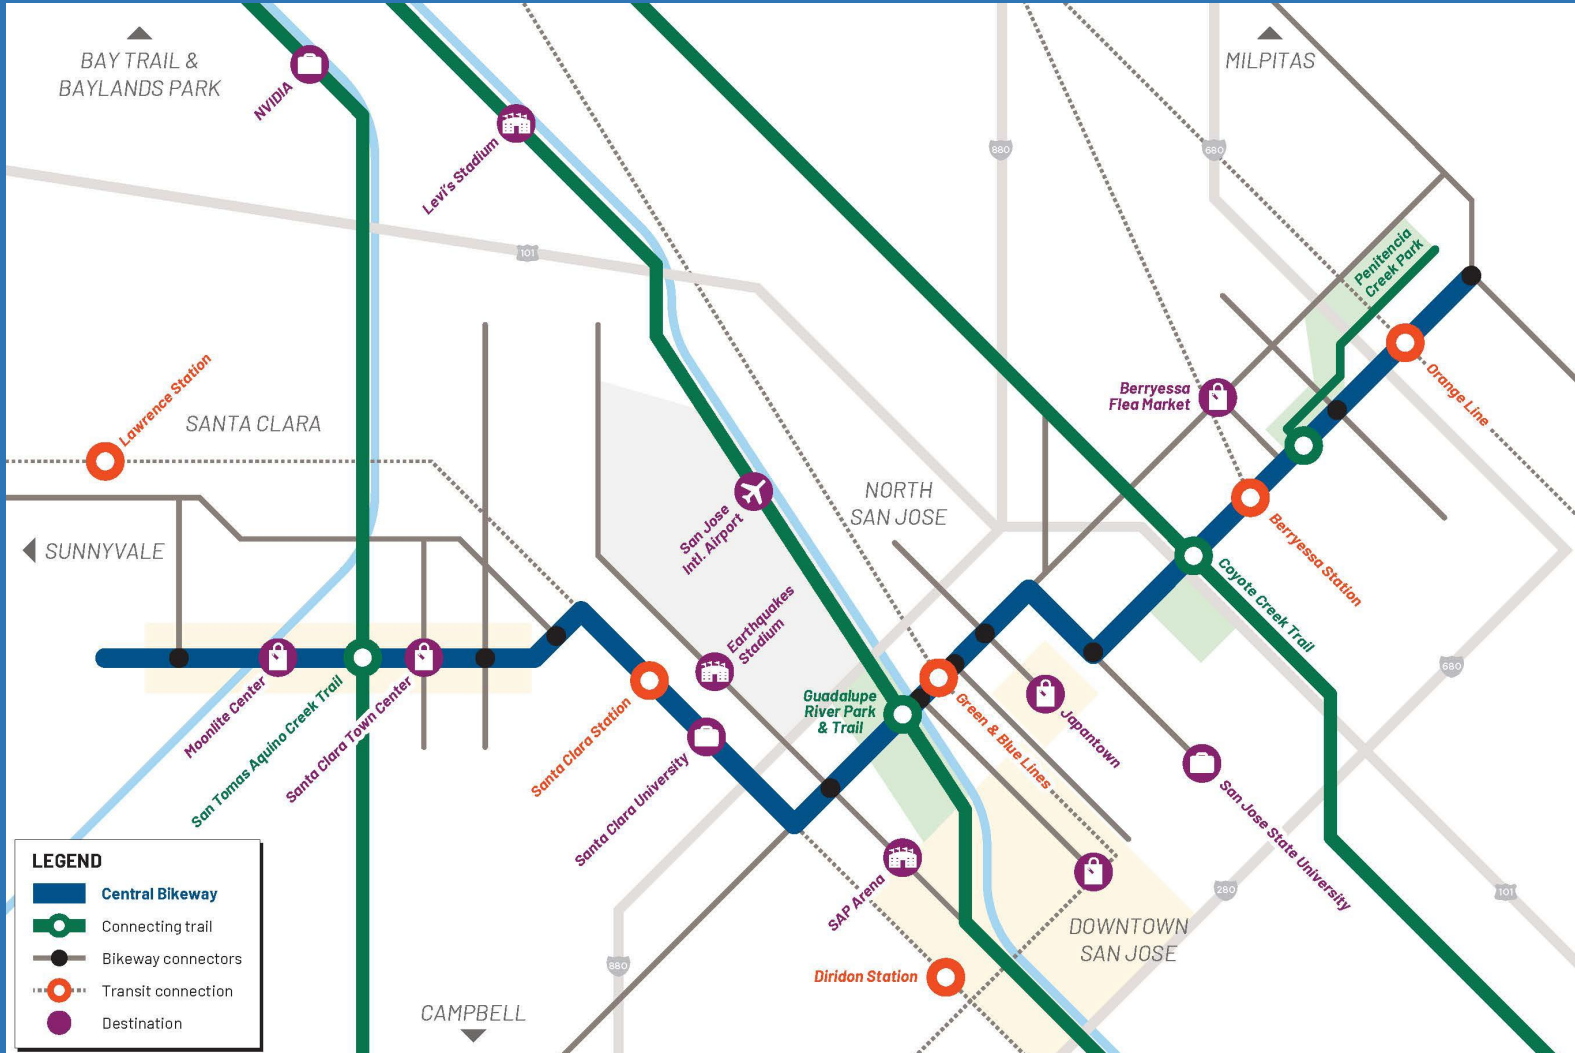 BAY TRAIL &
BAYLANDS PARK
NVIDIA
Levi's Stadium
MILPITAS
880
680
101
Penitencia
Creek Park
Orange Line
Berryessa
Flea Market
Lawrence Station
SANTA CLARA
NORTH
SAN JOSE
San Jose
Intl. Airport
Berryessa Station
SUNNYVALE
Coyote Creek Trail
Earthquakes
Stadium
Moonlite Center
San Tomas Aquino Creek Trail
Santa Clara Town Center
Santa Clara Station
Santa Clara University
Guadalupe
River Park
& Trail
Green & Blue Lines
Japantown
680
San Jose State University
SAP Arena
280
101
DOWNTOWN
SAN JOSE
880
Diridon Station
CAMPBELL
LEGEND
Central Bikeway
Connecting trail
Bikeway connectors
Transit connection
Destination